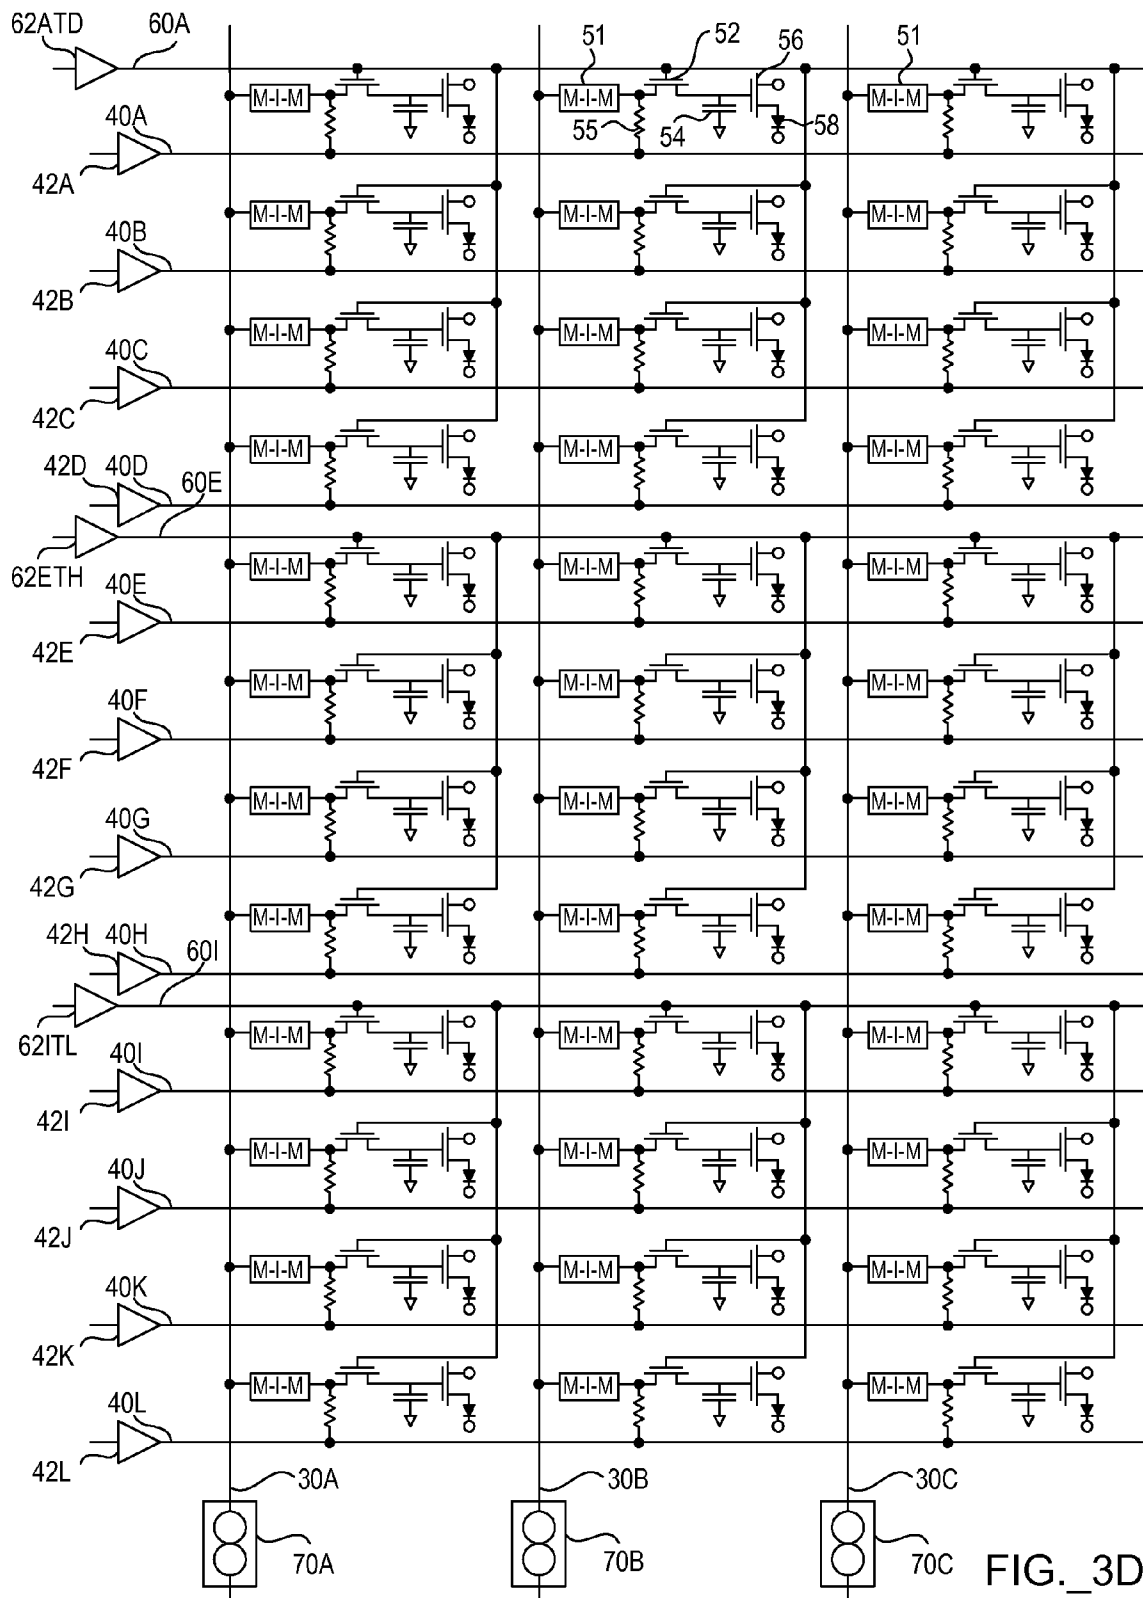 62ATD 60A 51 52 56 51
M-I-M M-I-M M-I-M
40A 55 54 58
42A
M-I-M M-I-M M-I-M
40B
42B
M-I-M M-I-M M-I-M
40C
42C
M-I-M M-I-M M-I-M
42D 40D 60E
M-I-M M-I-M M-I-M
62ETH 40E
42E
M-I-M M-I-M M-I-M
40F
42F
M-I-M M-I-M M-I-M
40G
42G
M-I-M M-I-M M-I-M
42H 40H 60I
M-I-M M-I-M M-I-M
62ITL 40I
42I
M-I-M M-I-M M-I-M
40J
42J
M-I-M M-I-M M-I-M
40K
42K
M-I-M M-I-M M-I-M
40L
42L
30A 30B 30C
70A 70B 70C
FIG._3D